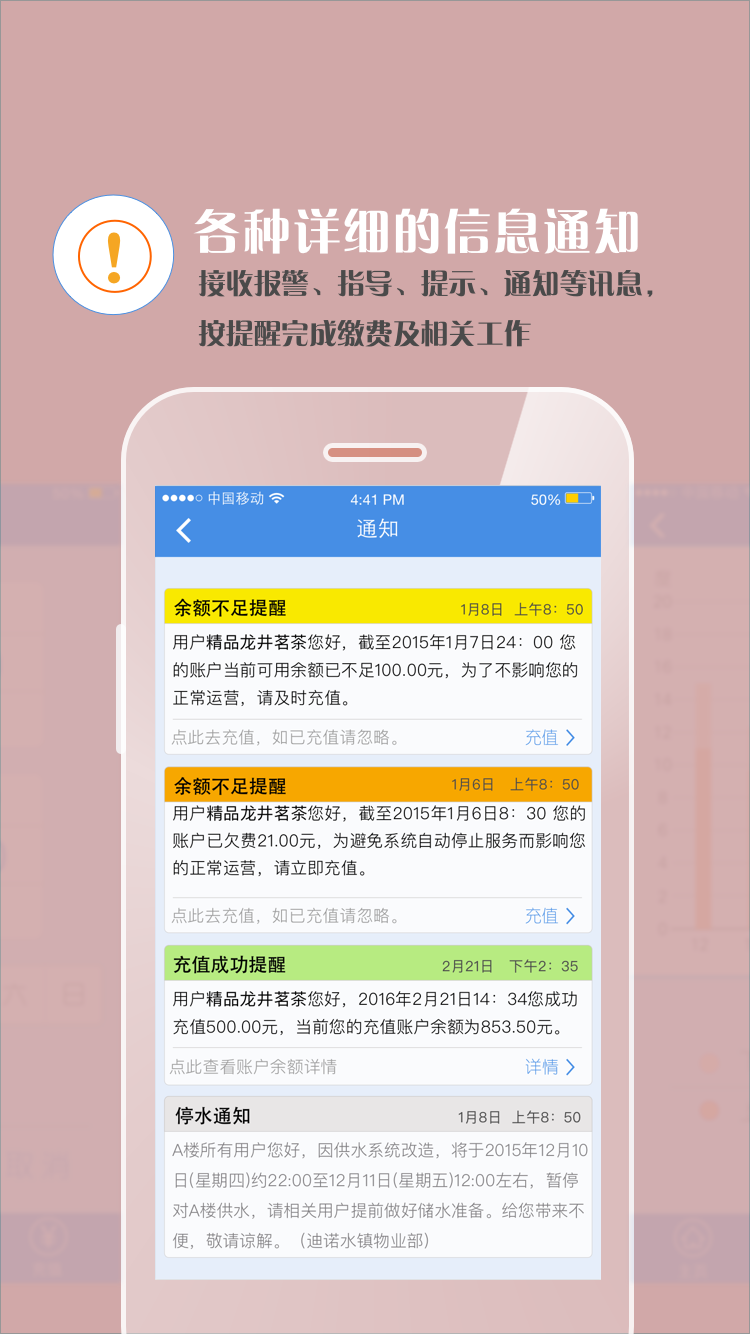 各种详细的信息通知
接收报警、指导、提示、通知等讯息，
按提醒完成缴费及相关工作
中国移动 4:41 PM 50%
通知
余额不足提醒 1月8日 上午8：50
用户精品龙井茗茶您好，截至2015年1月7日24：00 您
的账户当前可用余额已不足100.00元，为了不影响您的
正常运营，请及时充值。
点此去充值，如已充值请忽略。 充值
余额不足提醒 1月6日 上午8：50
用户精品龙井茗茶您好，截至2015年1月6日8：30 您的
账户已欠费21.00元，为避免系统自动停止服务而影响您
的正常运营，请立即充值。
点此去充值，如已充值请忽略。 充值
充值成功提醒 2月21日 下午2：35
用户精品龙井茗茶您好，2016年2月21日14：34您成功
充值500.00元，当前您的充值账户余额为853.50元。
点此查看账户余额详情 详情
停水通知 1月8日 上午8：50
A楼所有用户您好，因供水系统改造，将于2015年12月10
日(星期四)约22:00至12月11日(星期五)12:00左右，暂停
对A楼供水，请相关用户提前做好储水准备。给您带来不
便，敬请谅解。（迪诺水镇物业部）